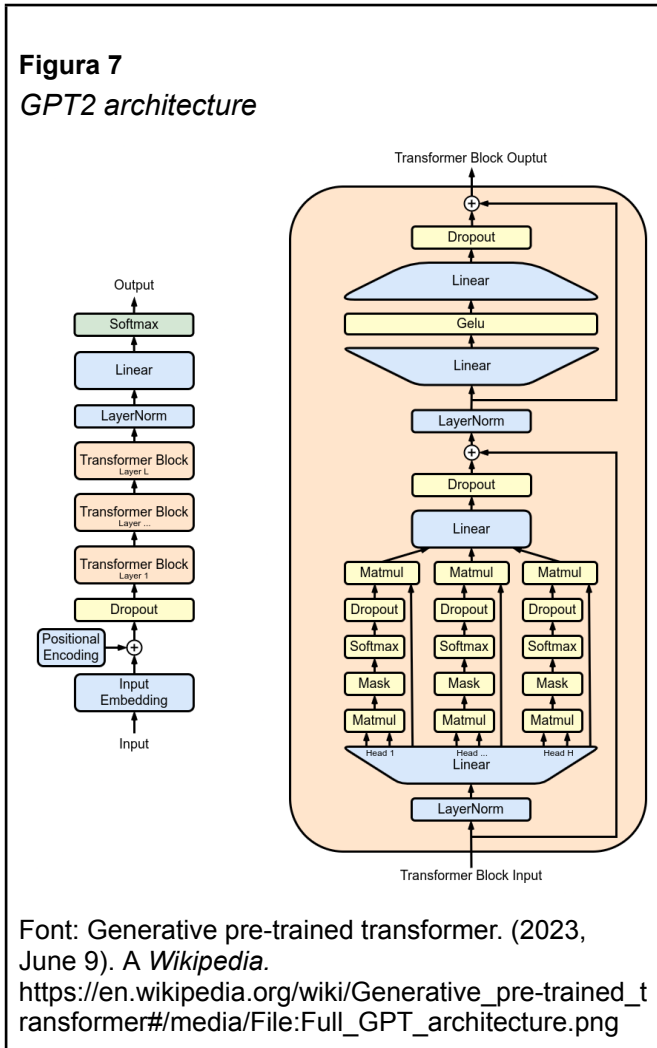 Figura 7
GPT2 architecture
Output
Softmax
Linear
LayerNorm
Transformer Block
Layer L
Transformer Block
Layer ...
Transformer Block
Layer 1
Dropout
Positional
Encoding
+
Input
Embedding
Input
Transformer Block Ouptut
+
Dropout
Linear
Gelu
Linear
LayerNorm
+
Dropout
Linear
Matmul Matmul Matmul
Dropout Dropout Dropout
Softmax Softmax Softmax
Mask Mask Mask
Matmul Matmul Matmul
Head 1 Head ... Head H
Linear
LayerNorm
Transformer Block Input
Font: Generative pre-trained transformer. (2023,
June 9). A Wikipedia.
https://en.wikipedia.org/wiki/Generative_pre-trained_t
ransformer#/media/File:Full_GPT_architecture.png